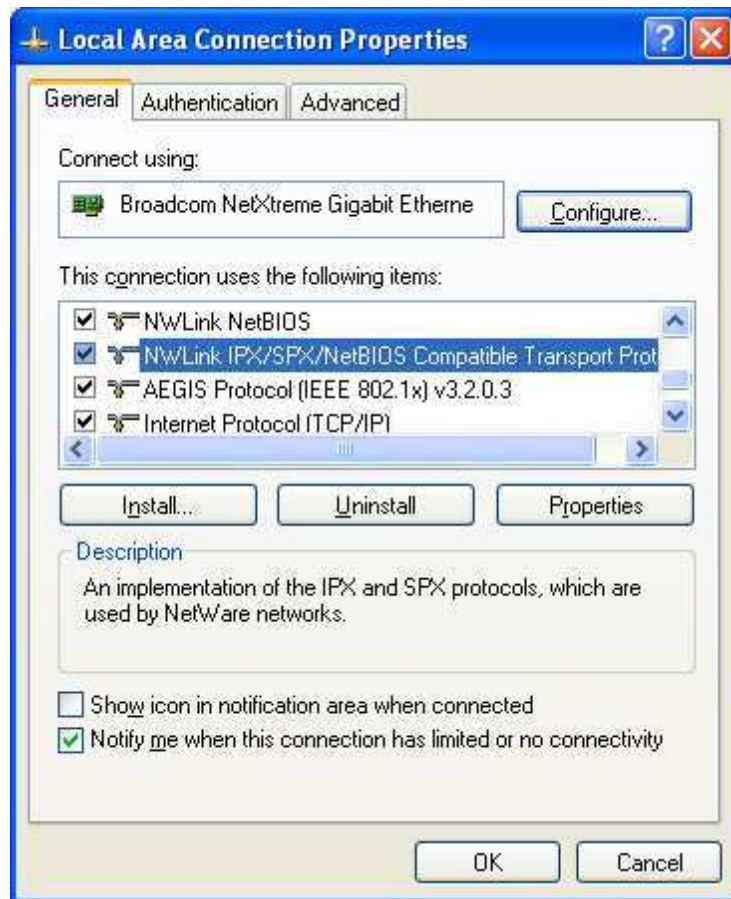 Local Area Connection Properties
General Authentication Advanced
Connect using:
Broadcom NetXtreme Gigabit Etherne
Configure...
This connection uses the following items:
NWLink NetBIOS
NWLink IPX/SPX/NetBIOS Compatible Transport Prot
AEGIS Protocol (IEEE 802.1x) v3.2.0.3
Internet Protocol (TCP/IP)
Install... Uninstall Properties
Description
An implementation of the IPX and SPX protocols, which are
used by NetWare networks.
Show icon in notification area when connected
Notify me when this connection has limited or no connectivity
OK Cancel